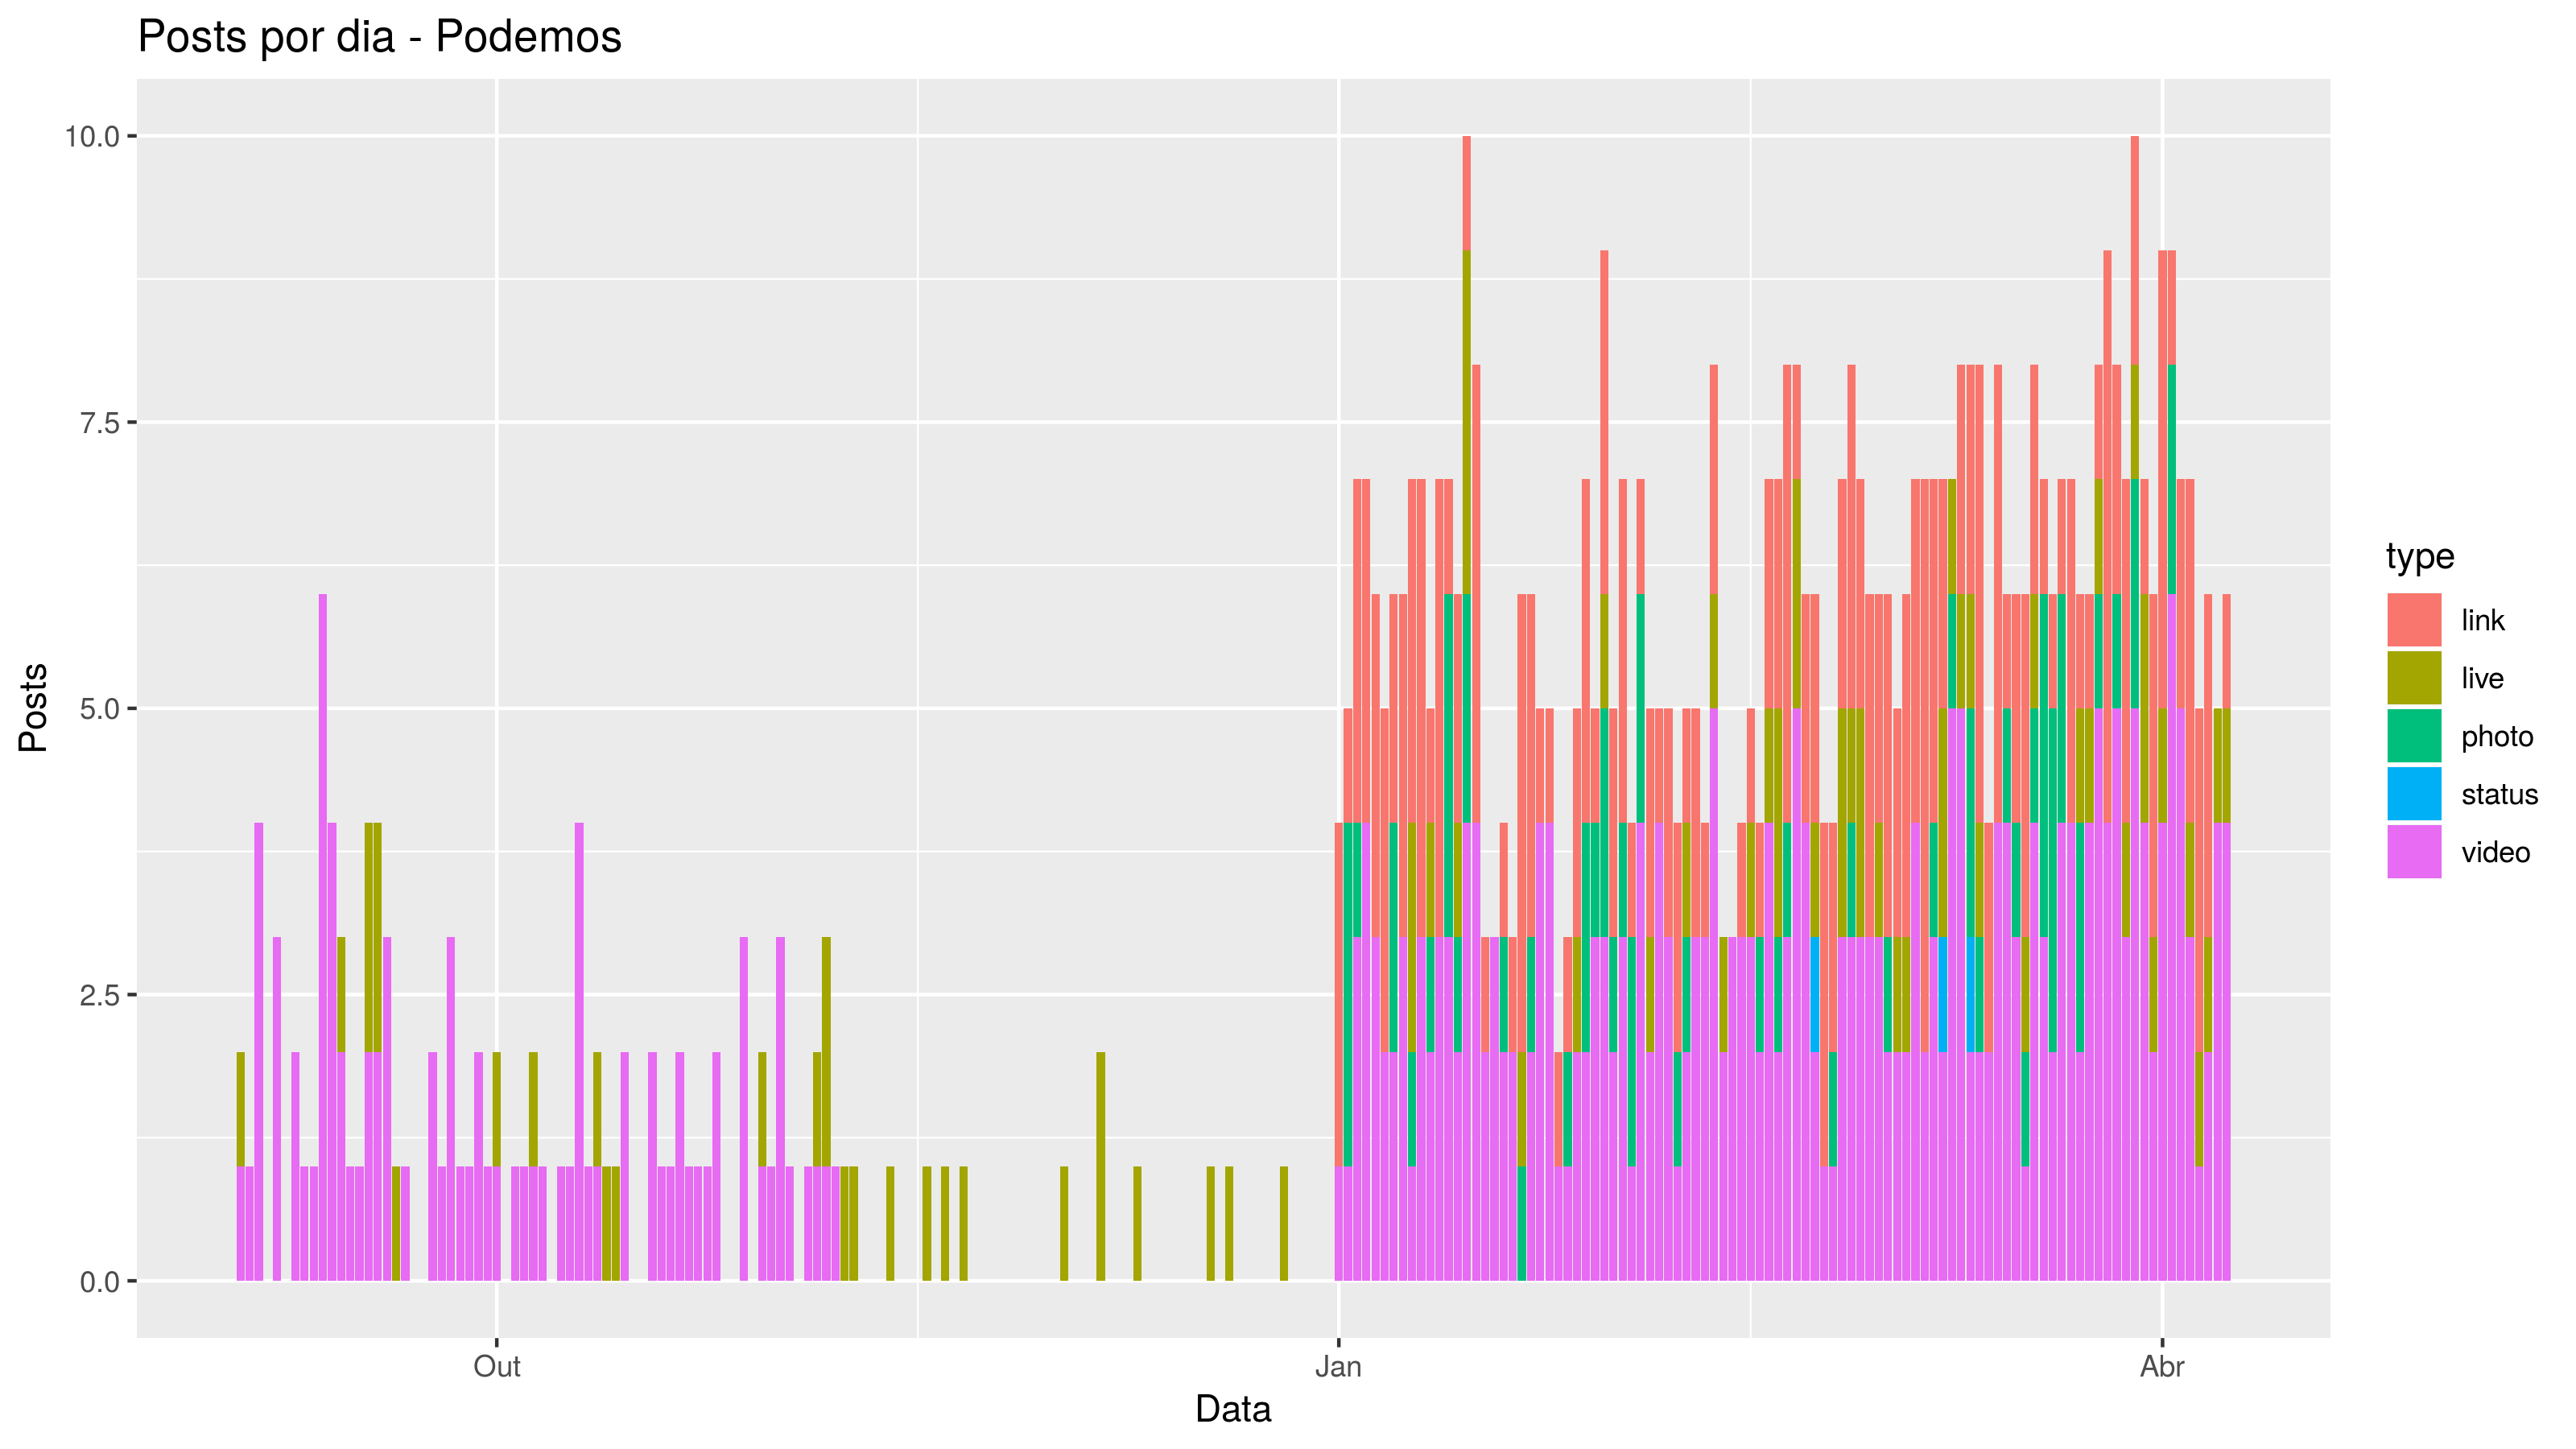 Posts por dia - Podemos
10.0
7.5
5.0
2.5
0.0
Posts
Out
Jan
Abr
Data
type
link
live
photo
status
video